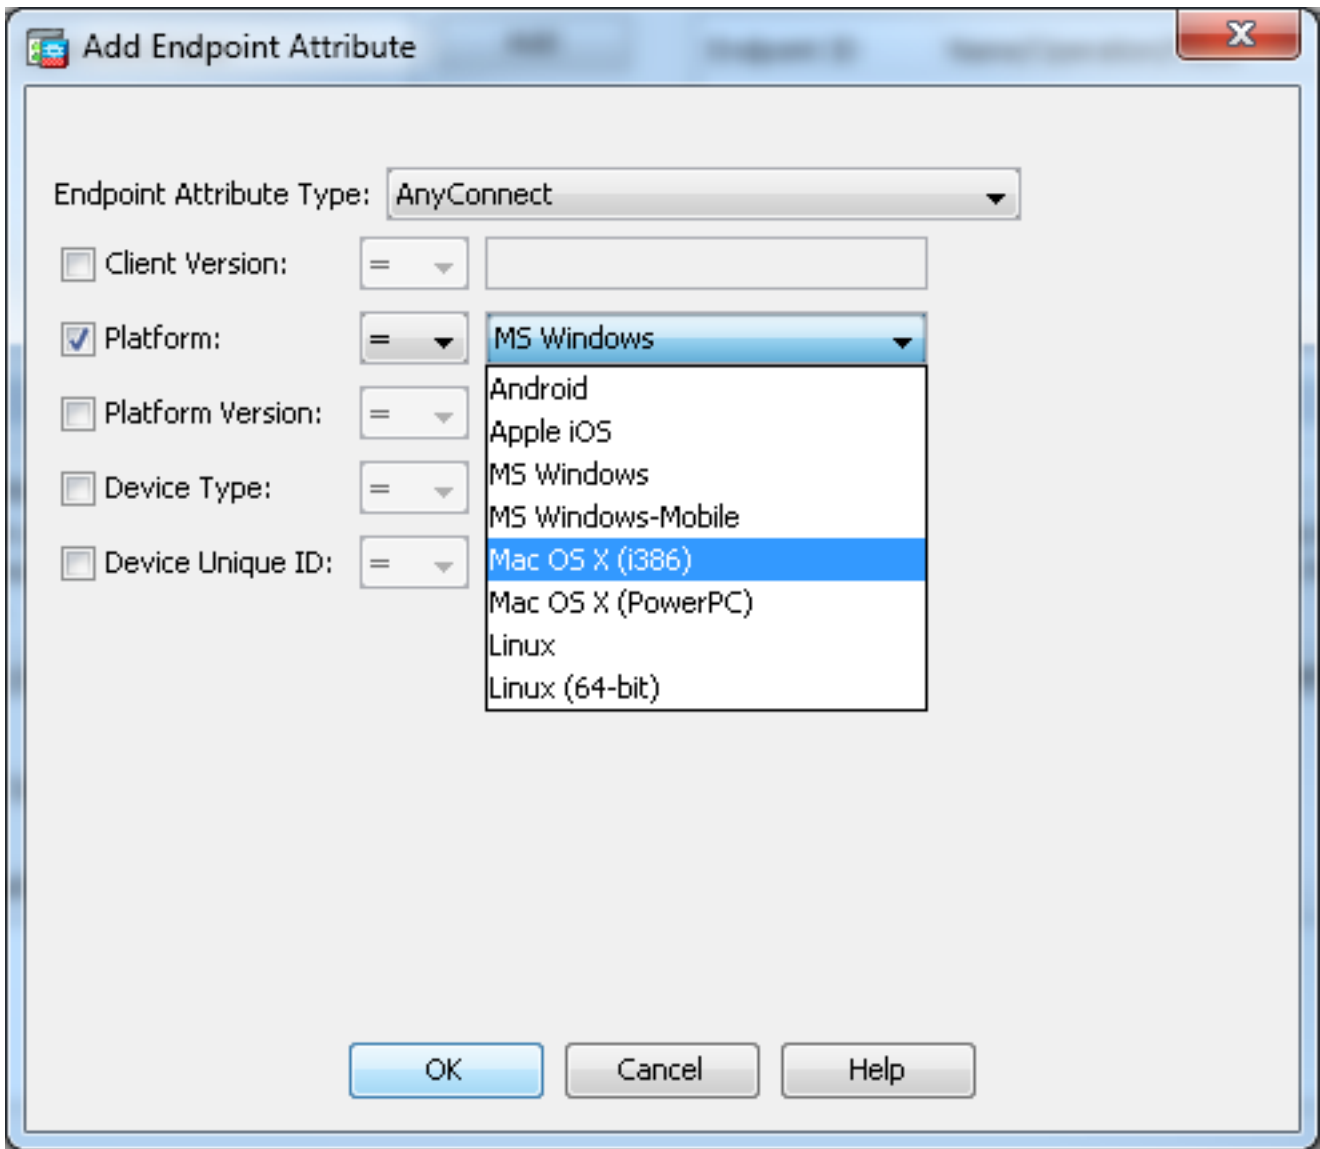 Add Endpoint Attribute
Endpoint Attribute Type: AnyConnect
Client Version: =
Platform: = MS Windows
Android
Platform Version: =
Apple iOS
MS Windows
Device Type: =
MS Windows-Mobile
Device Unique ID: =
Mac OS X (i386)
Mac OS X (PowerPC)
Linux
Linux (64-bit)
OK Cancel Help